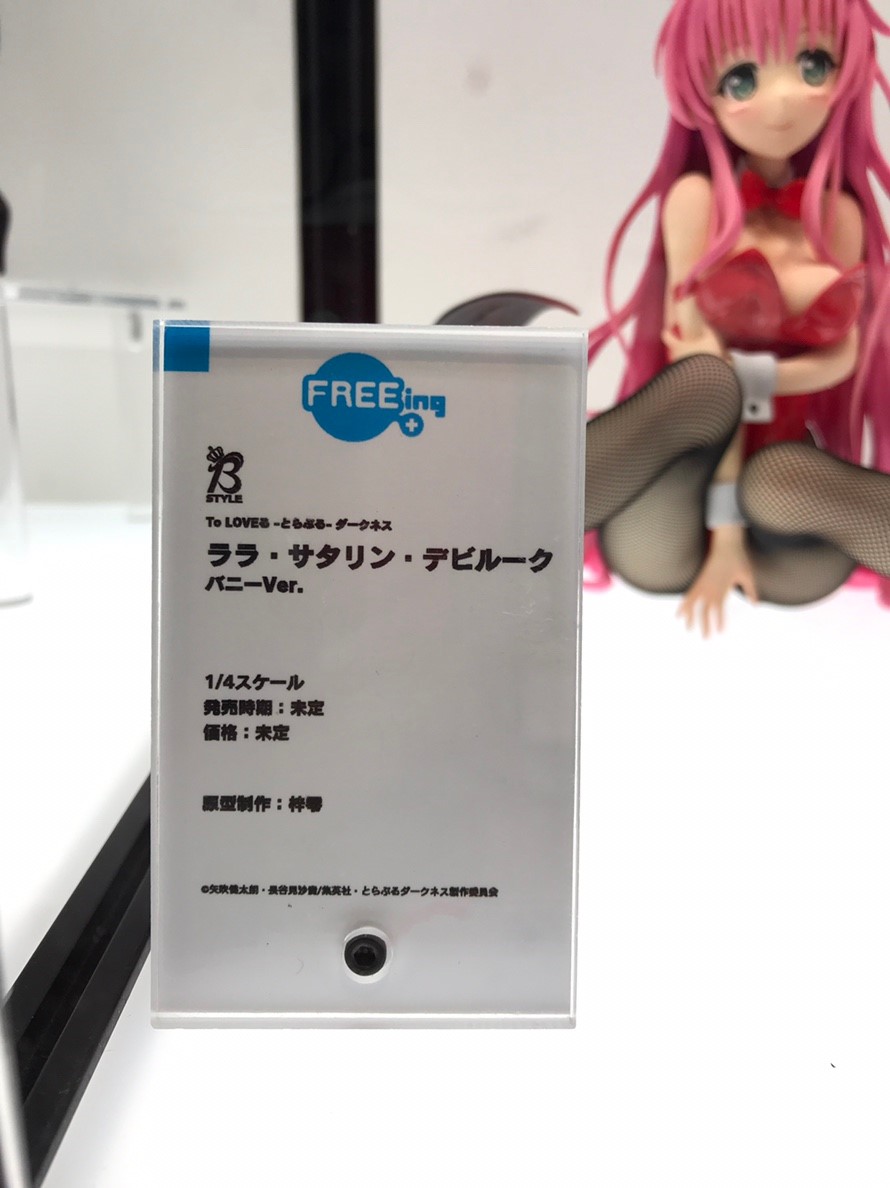 FREEing
B
STYLE
To LOVEる -とらぶる- ダークネス
ララ・サタリン・デビルーク
バニーVer.
1/4スケール
発売時期：未定
価格：未定
原型制作：梓澪
©矢吹健太朗・長谷見沙貴/集英社・とらぶるダークネス製作委員会